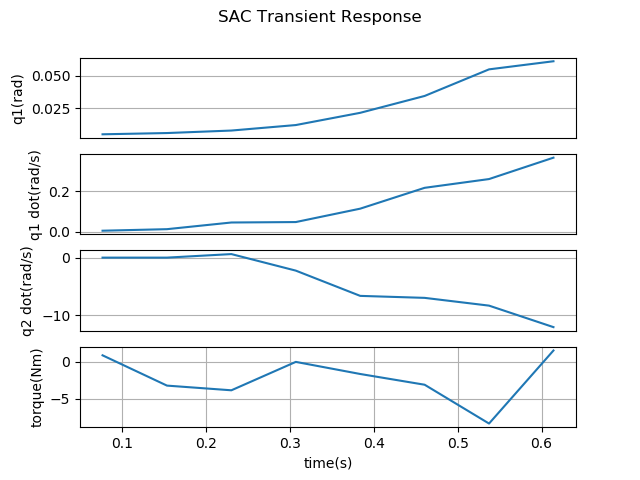 SAC Transient Response
0.050
0.025
q1(rad)
0.2
0.0
q1 dot(rad/s)
0
−10
q2 dot(rad/s)
0
−5
torque(Nm)
0.1 0.2 0.3 0.4 0.5 0.6
time(s)